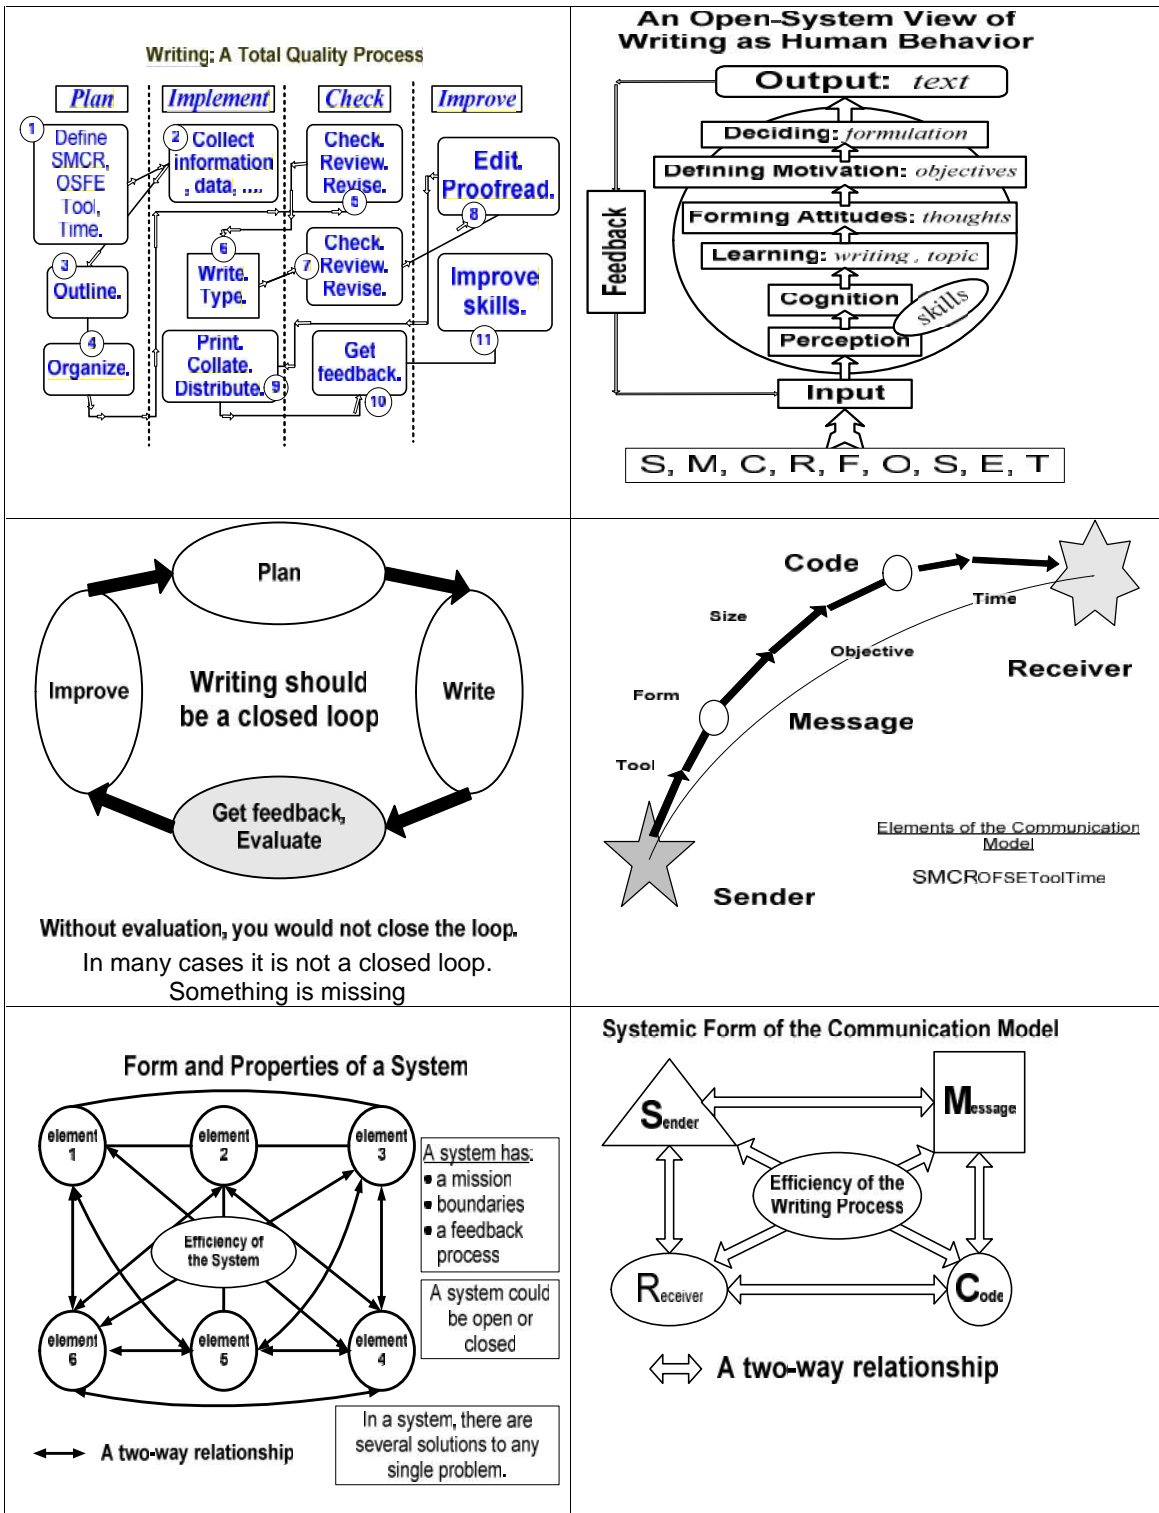 Writing: A Total Quality Process
Plan
Implement
Check
Improve
1
Define
SMCR,
OSFE
Tool,
Time.
2
Collect
information
, data, ....
3
Outline.
4
Organize.
Check.
Review.
Revise.
5
6
Write.
Type.
7
Check.
Review.
Revise.
Edit.
Proofread.
8
Print.
Collate.
Distribute.
9
Get
feedback.
10
Improve
skills.
11
An Open-System View of
Writing as Human Behavior
Output: text
Deciding: formulation
Defining Motivation: objectives
Forming Attitudes: thoughts
Learning: writing , topic
Cognition
skills
Perception
Input
Feedback
S, M, C, R, F, O, S, E, T
Plan
Improve
Writing should
be a closed loop
Write
Get feedback,
Evaluate
Without evaluation, you would not close the loop.
In many cases it is not a closed loop.
Something is missing
Code
Size
Time
Objective
Receiver
Form
Message
Tool
Sender
Elements of the Communication
Model
SMCROFSEToolTime
Form and Properties of a System
element
1
element
2
element
3
Efficiency of
the System
element
6
element
5
element
4
A system has:
• a mission
• boundaries
• a feedback
process
A system could
be open or
closed
A two-way relationship
In a system, there are
several solutions to any
single problem.
Systemic Form of the Communication Model
Sender
Message
Efficiency of the
Writing Process
Receiver
Code
A two-way relationship